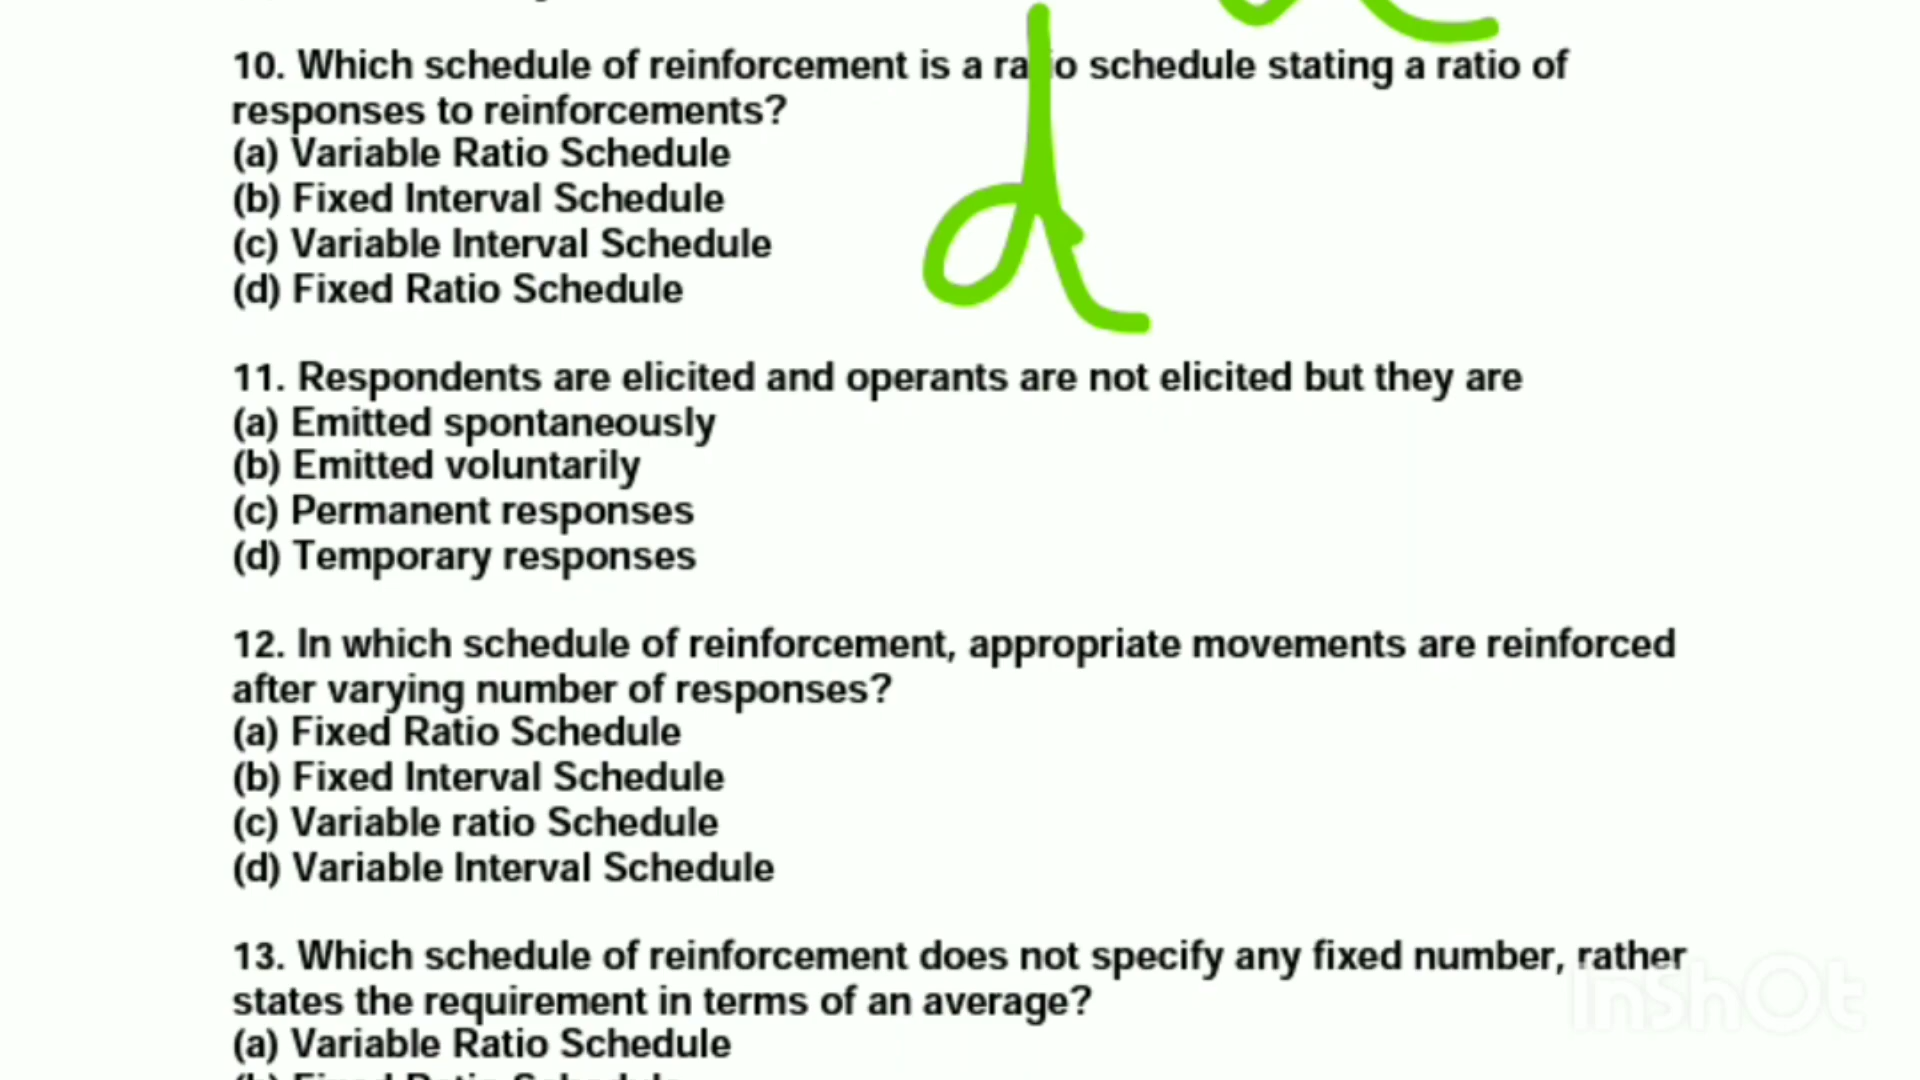 10. Which schedule of reinforcement is a ratio schedule stating a ratio of
responses to reinforcements?
(a) Variable Ratio Schedule
(b) Fixed Interval Schedule
(c) Variable Interval Schedule
(d) Fixed Ratio Schedule
d
11. Respondents are elicited and operants are not elicited but they are
(a) Emitted spontaneously
(b) Emitted voluntarily
(c) Permanent responses
(d) Temporary responses
12. In which schedule of reinforcement, appropriate movements are reinforced
after varying number of responses?
(a) Fixed Ratio Schedule
(b) Fixed Interval Schedule
(c) Variable ratio Schedule
(d) Variable Interval Schedule
13. Which schedule of reinforcement does not specify any fixed number, rather
states the requirement in terms of an average?
(a) Variable Ratio Schedule
InShOt